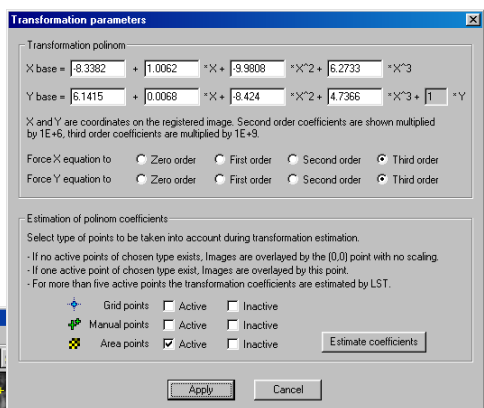 Transformation parameters
Transformation polinom
X base = -8.3382 + 1.0062 *X + -9.9808 *X^2 + 6.2733 *X^3
Y base = 6.1415 + 0.0068 *X + -8.424 *X^2 + 4.7366 *X^3 + 1 *Y
X and Y are coordinates on the registered image. Second order coefficients are shown multiplied
by 1E+6, third order coefficients are multiplied by 1E+9.
Force X equation to Zero order First order Second order Third order
Force Y equation to Zero order First order Second order Third order
Estimation of polinom coefficients
Select type of points to be taken into account during transformation estimation.
- If no active points of chosen type exists, Images are overlayed by the (0,0) point with no scaling.
- If one active point of chosen type exist, Images are overlayed by this point.
- For more than five active points the transformation coefficients are estimated by LST.
Grid points Active Inactive
Manual points Active Inactive
Area points Active Inactive Estimate coefficients
Apply Cancel